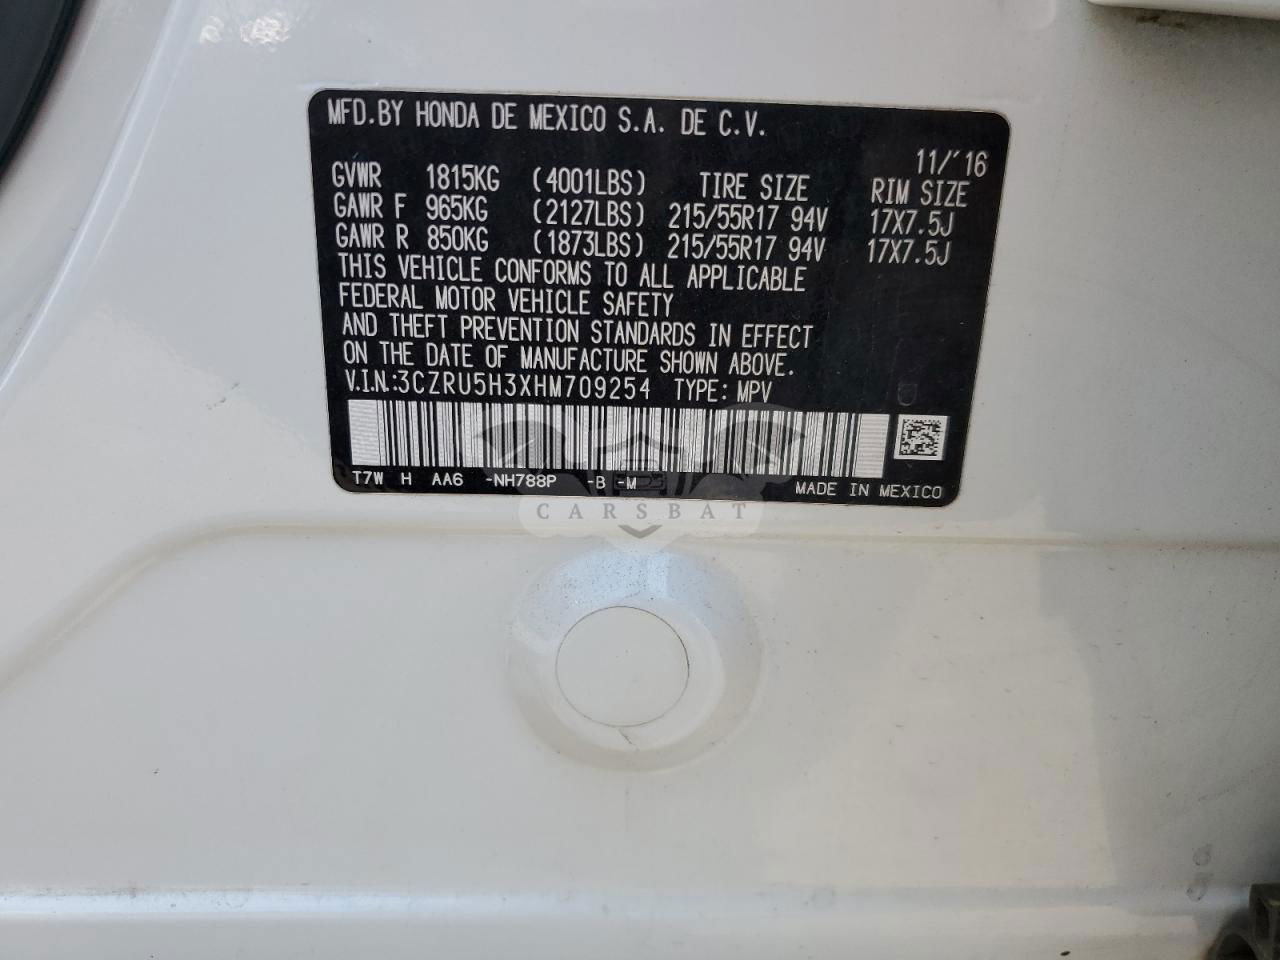 MFD.BY HONDA DE MEXICO S.A. DE C.V.
11/'16
GVWR 1815KG (4001LBS) TIRE SIZE RIM SIZE
GAWR F 965KG (2127LBS) 215/55R17 94V 17X7.5J
GAWR R 850KG (1873LBS) 215/55R17 94V 17X7.5J
THIS VEHICLE CONFORMS TO ALL APPLICABLE
FEDERAL MOTOR VEHICLE SAFETY
AND THEFT PREVENTION STANDARDS IN EFFECT
ON THE DATE OF MANUFACTURE SHOWN ABOVE.
V.I.N.:3CZRU5H3XHM709254 TYPE: MPV
T7W H AA6 -NH788P -B -M
MADE IN MEXICO
CARSBAT